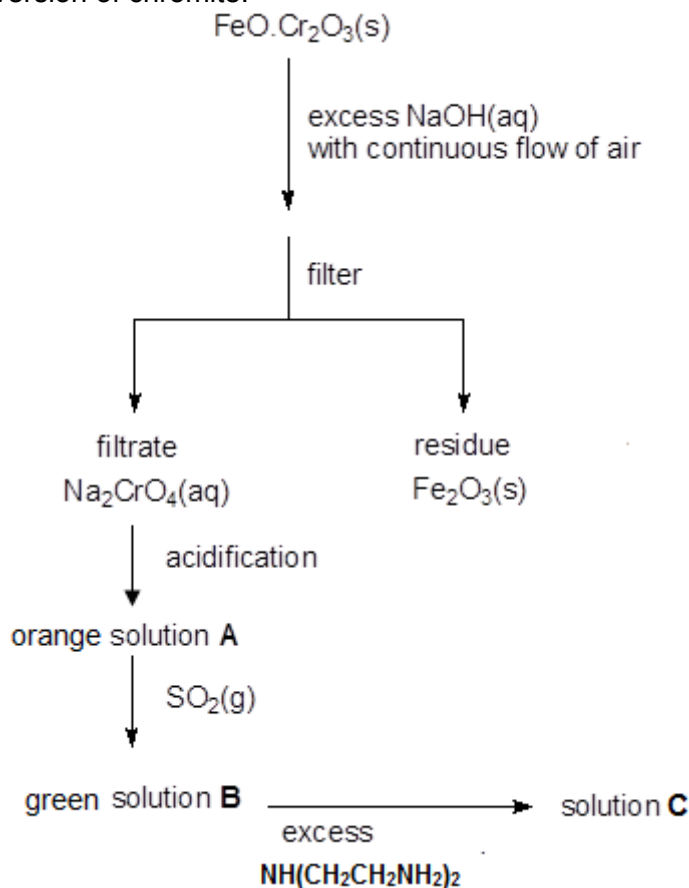 version of chromite.
FeO.Cr₂O₃(s)
excess NaOH(aq)
with continuous flow of air
filter
filtrate
Na₂CrO₄(aq)
residue
Fe₂O₃(s)
acidification
orange solution A
SO₂(g)
green solution B
excess
NH(CH₂CH₂NH₂)₂
solution C